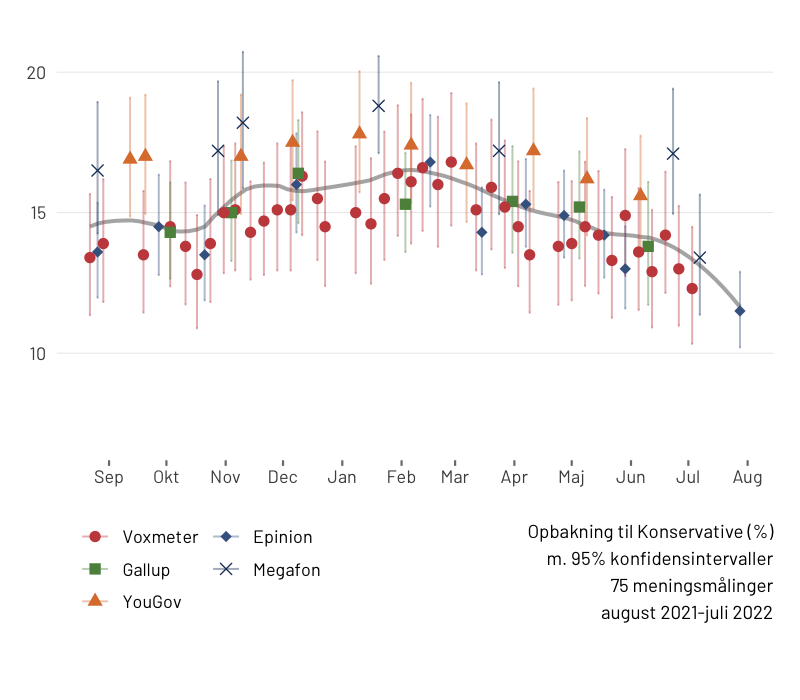 20
15
10
Sep Okt Nov Dec Jan Feb Mar Apr Maj Jun Jul Aug
Voxmeter Epinion
Gallup Megafon
YouGov
Opbakning til Konservative (%)
m. 95% konfidensintervaller
75 meningsmålinger
august 2021-juli 2022